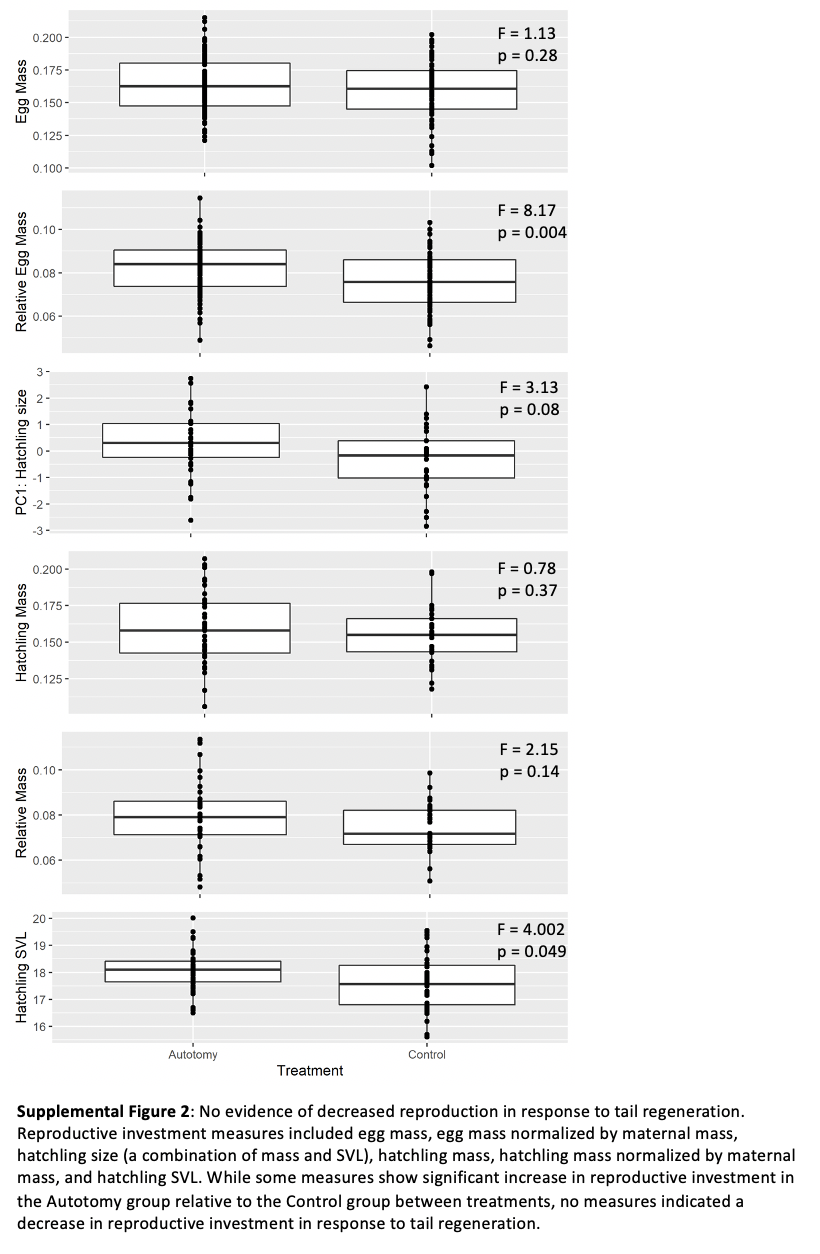 Egg Mass
0.200
0.175
0.150
0.125
0.100
F = 1.13
p = 0.28
Relative Egg Mass
0.10
0.08
0.06
F = 8.17
p = 0.004
PC1: Hatchling size
3
2
1
0
-1
-2
-3
F = 3.13
p = 0.08
Hatchling Mass
0.200
0.175
0.150
0.125
F = 0.78
p = 0.37
Relative Mass
0.10
0.08
0.06
F = 2.15
p = 0.14
Hatchling SVL
20
19
18
17
16
F = 4.002
p = 0.049
Autotomy
Control
Treatment
Supplemental Figure 2: No evidence of decreased reproduction in response to tail regeneration.
Reproductive investment measures included egg mass, egg mass normalized by maternal mass,
hatchling size (a combination of mass and SVL), hatchling mass, hatchling mass normalized by maternal
mass, and hatchling SVL. While some measures show significant increase in reproductive investment in
the Autotomy group relative to the Control group between treatments, no measures indicated a
decrease in reproductive investment in response to tail regeneration.